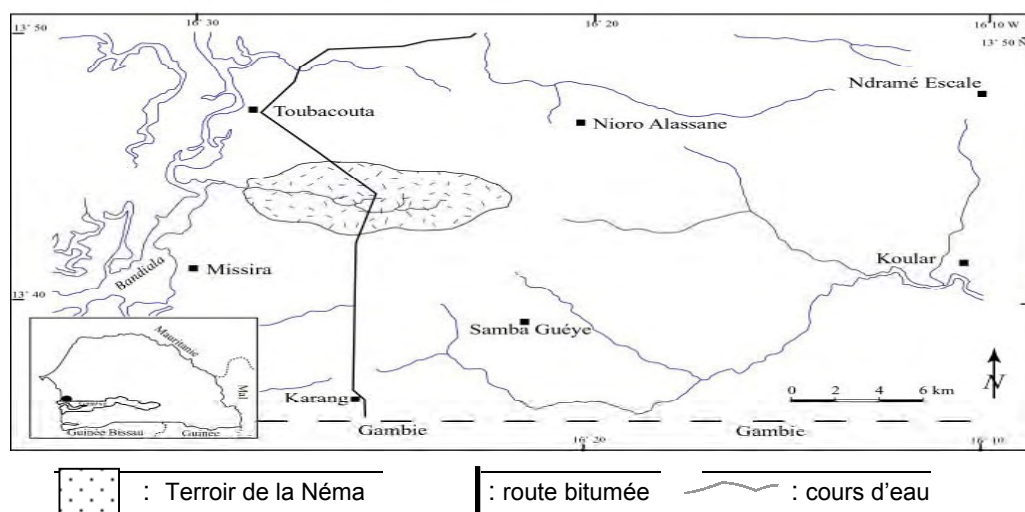 16° 30
16° 20
16° 10 W
13° 50
13° 50 N
Ndramé Escale
Toubacouta
Nioro Alassane
Bandiala
Missira
Koular
13° 40
13° 40
Samba Guéye
Mauritanie
Mali
Guinée Bissau
Guinée
Karang
0 2 4 6 km
N
Gambie
Gambie
16° 20
16° 10
: Terroir de la Néma
: route bitumée
: cours d'eau